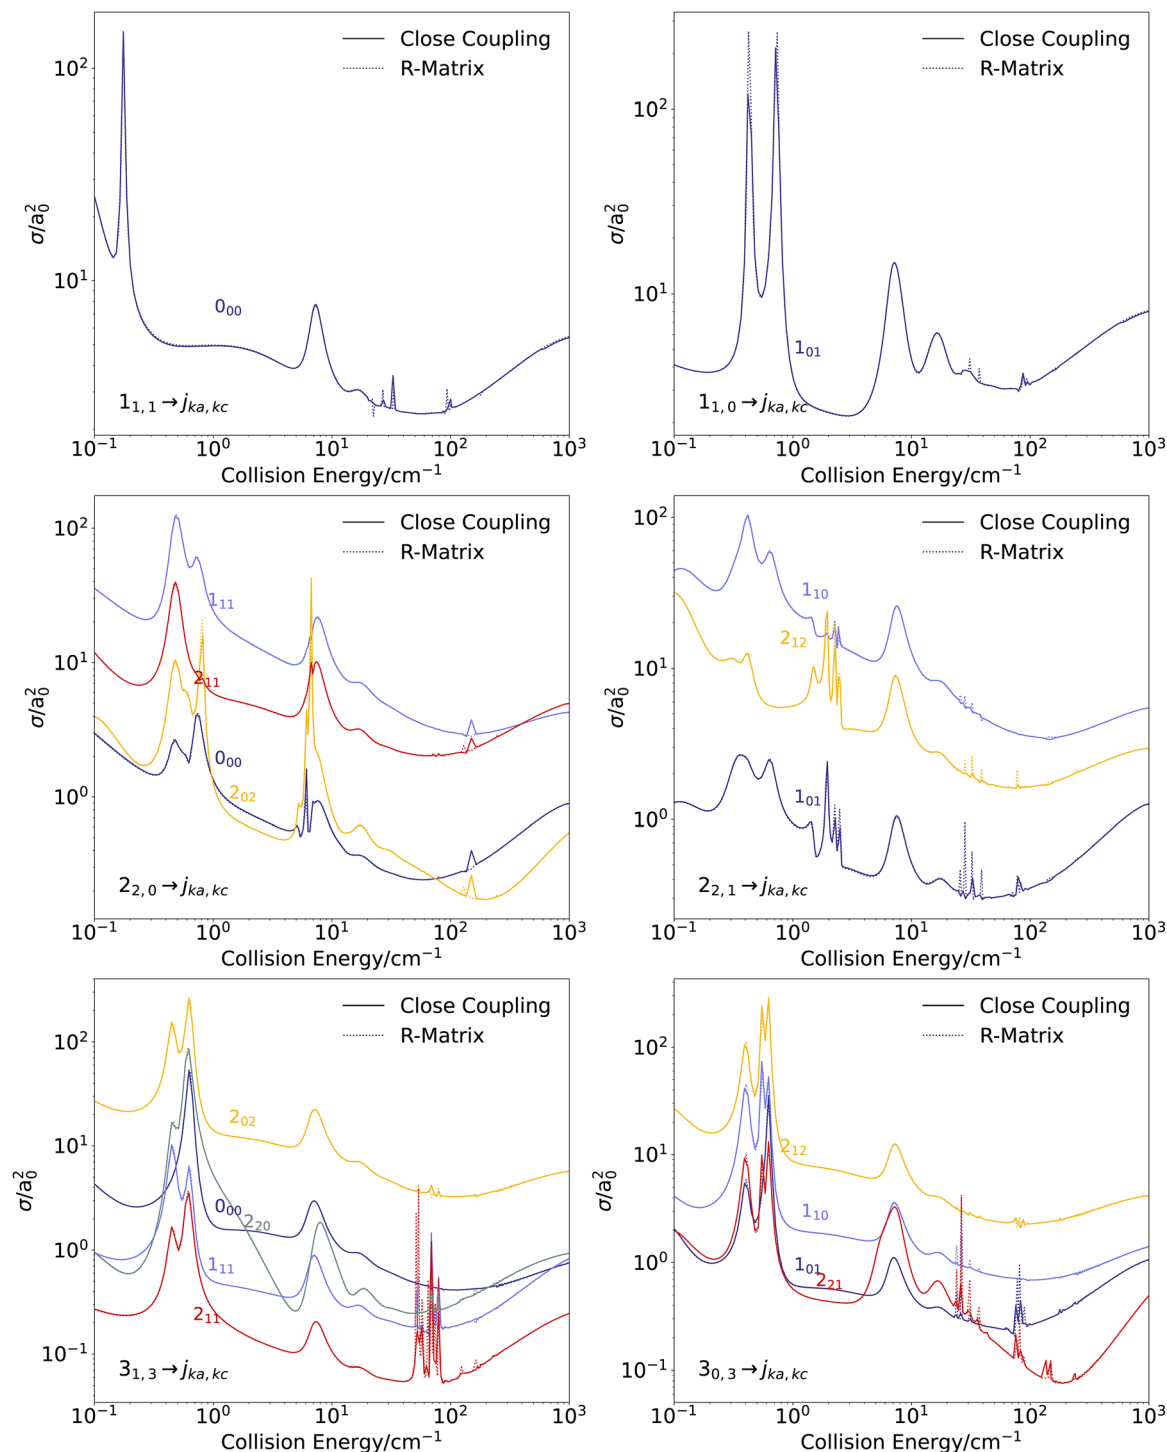 Close Coupling
R-Matrix
10²
10¹
σ/a₀²
0₀₀
1₁,₁ → j_ka,kc
10⁻¹ 10⁰ 10¹ 10² 10³
Collision Energy/cm⁻¹
Close Coupling
R-Matrix
10²
10¹
σ/a₀²
1₀₁
1₁,₀ → j_ka,kc
10⁻¹ 10⁰ 10¹ 10² 10³
Collision Energy/cm⁻¹
Close Coupling
R-Matrix
10²
10¹
10⁰
σ/a₀²
1₁₁
2₁₁
0₀₀
2₀₂
2₂,₀ → j_ka,kc
10⁻¹ 10⁰ 10¹ 10² 10³
Collision Energy/cm⁻¹
Close Coupling
R-Matrix
10²
10¹
10⁰
σ/a₀²
1₁₀
2₁₂
1₀₁
2₂,₁ → j_ka,kc
10⁻¹ 10⁰ 10¹ 10² 10³
Collision Energy/cm⁻¹
Close Coupling
R-Matrix
10²
10¹
10⁰
10⁻¹
σ/a₀²
2₀₂
0₀₀
2₂₀
1₁₁
2₁₁
3₁,₃ → j_ka,kc
10⁻¹ 10⁰ 10¹ 10² 10³
Collision Energy/cm⁻¹
Close Coupling
R-Matrix
10²
10¹
10⁰
10⁻¹
σ/a₀²
2₁₂
1₁₀
1₀₁
2₂₁
3₀,₃ → j_ka,kc
10⁻¹ 10⁰ 10¹ 10² 10³
Collision Energy/cm⁻¹